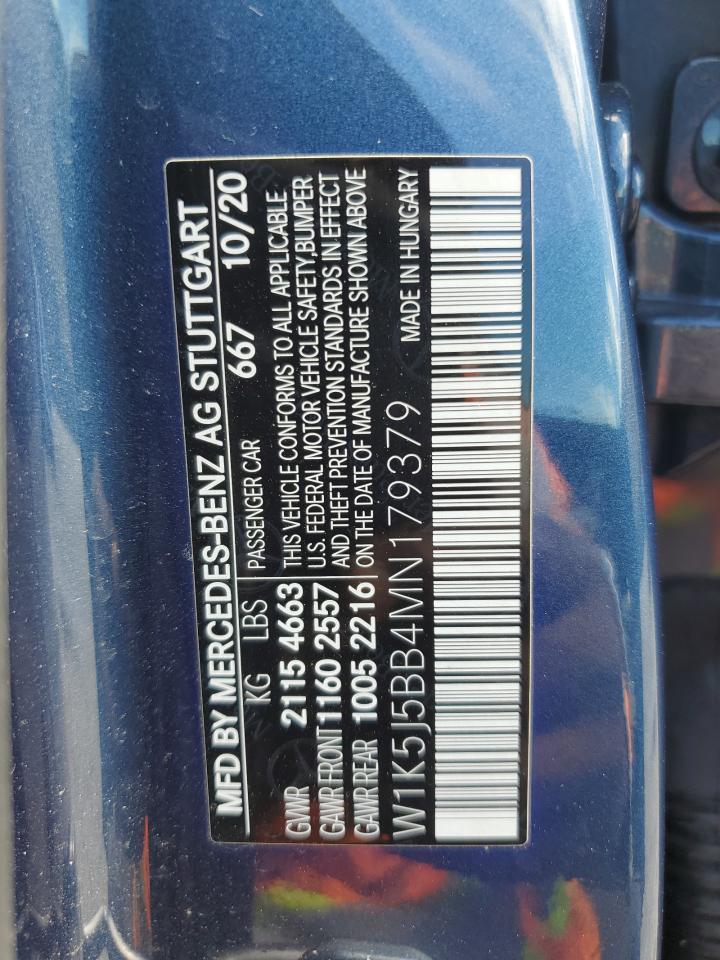 MFD BY MERCEDES-BENZ AG STUTTGART
KG LBS 667 10/20
GVWR 2115 4663 PASSENGER CAR
GAWR FRONT 1160 2557
GAWR REAR 1005 2216
THIS VEHICLE CONFORMS TO ALL APPLICABLE
U.S. FEDERAL MOTOR VEHICLE SAFETY,BUMPER
AND THEFT PREVENTION STANDARDS IN EFFECT
ON THE DATE OF MANUFACTURE SHOWN ABOVE
W1K5J5BB4MN179379 MADE IN HUNGARY